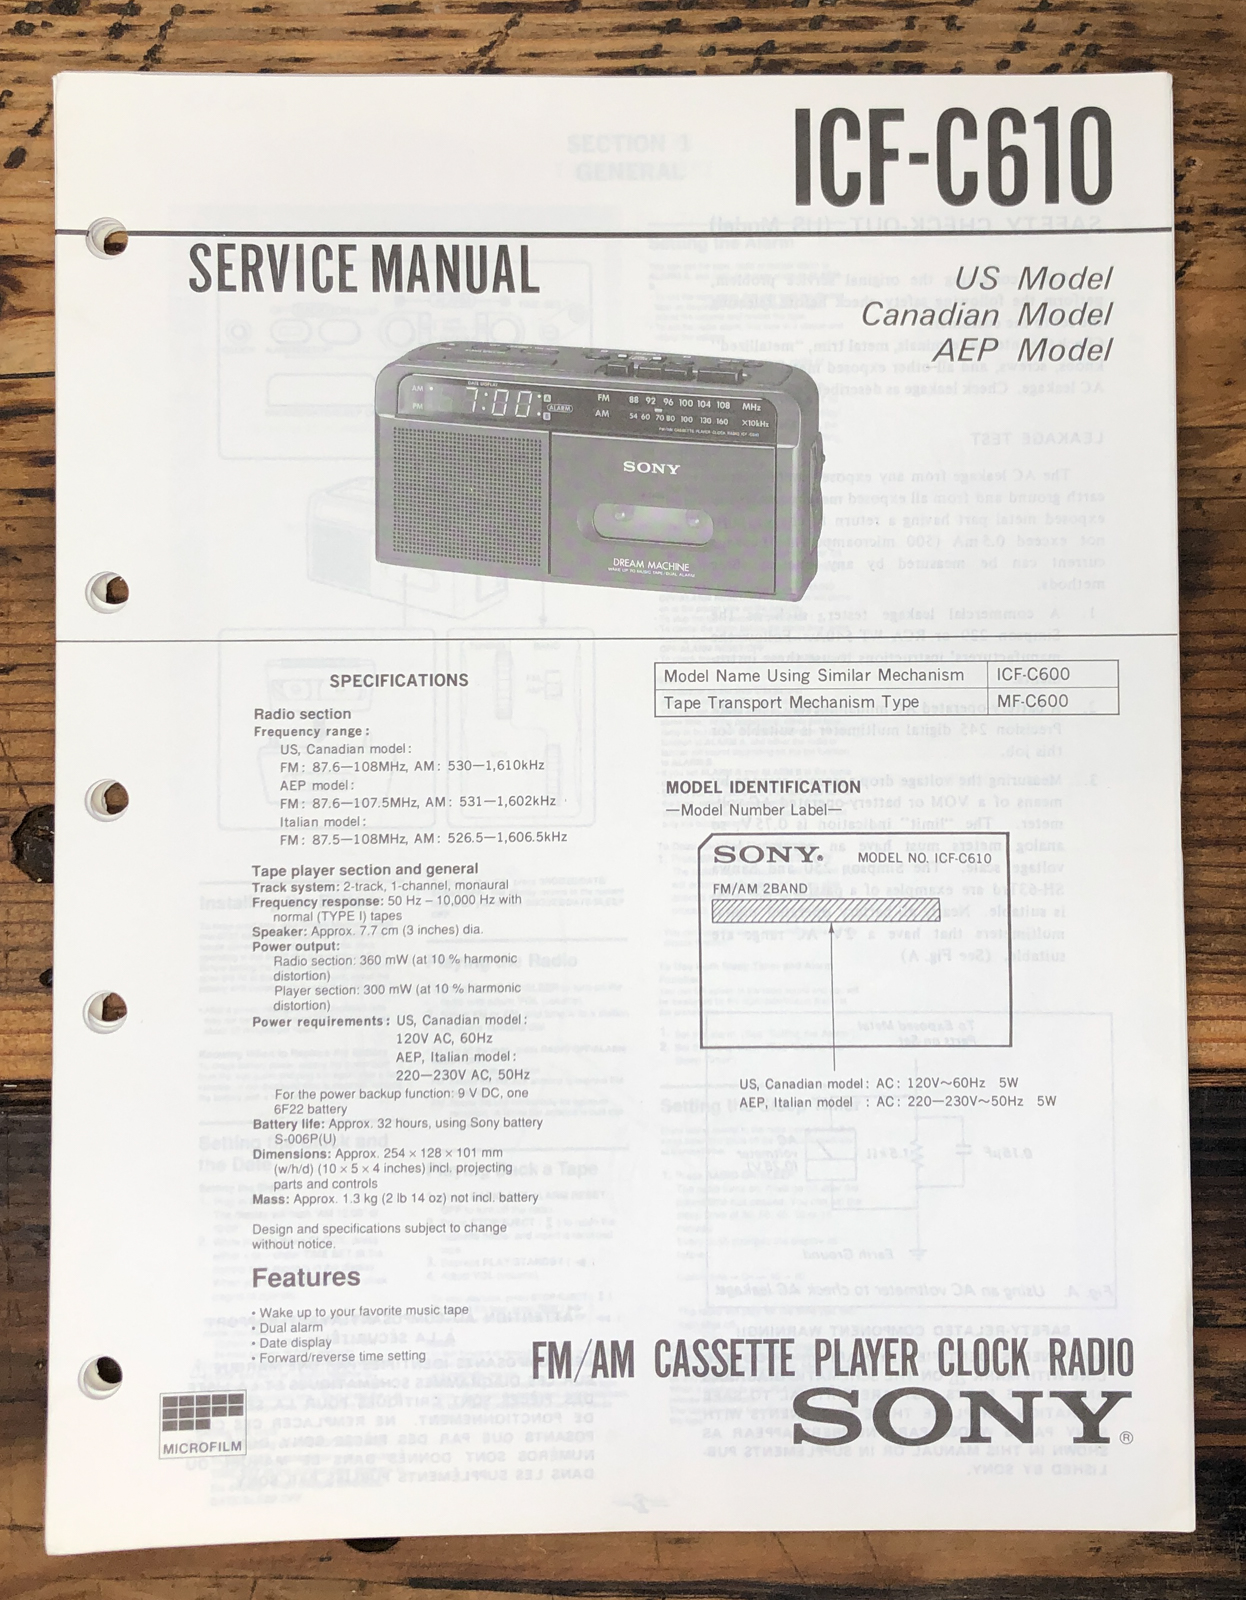 ICF-C610
SERVICE MANUAL
US Model
Canadian Model
AEP Model
AM
PM
DATE DISPLAY
7:00
A
B
ALARM
FM 88 92 96 100 104 108 MHz
AM 54 60 70 80 100 130 160 X10kHz
SONY
DREAM MACHINE
SPECIFICATIONS
Radio section
Frequency range:
US, Canadian model:
FM: 87.6—108MHz, AM: 530—1,610kHz
AEP model:
FM: 87.6—107.5MHz, AM: 531—1,602kHz
Italian model:
FM: 87.5—108MHz, AM: 526.5—1,606.5kHz
Tape player section and general
Track system: 2-track, 1-channel, monaural
Frequency response: 50 Hz – 10,000 Hz with
normal (TYPE I) tapes
Speaker: Approx. 7.7 cm (3 inches) dia.
Power output:
Radio section: 360 mW (at 10 % harmonic
distortion)
Player section: 300 mW (at 10 % harmonic
distortion)
Power requirements: US, Canadian model:
120V AC, 60Hz
AEP, Italian model:
220—230V AC, 50Hz
For the power backup function: 9 V DC, one
6F22 battery
Battery life: Approx. 32 hours, using Sony battery
S-006P(U)
Dimensions: Approx. 254 × 128 × 101 mm
(w/h/d) (10 × 5 × 4 inches) incl. projecting
parts and controls
Mass: Approx. 1.3 kg (2 lb 14 oz) not incl. battery
Design and specifications subject to change
without notice.
Features
• Wake up to your favorite music tape
• Dual alarm
• Date display
• Forward/reverse time setting
MICROFILM
Model Name Using Similar Mechanism ICF-C600
Tape Transport Mechanism Type MF-C600
MODEL IDENTIFICATION
—Model Number Label—
SONY® MODEL NO. ICF-C610
FM/AM 2BAND
US, Canadian model: AC: 120V~60Hz 5W
AEP, Italian model : AC: 220—230V~50Hz 5W
FM/AM CASSETTE PLAYER CLOCK RADIO
SONY®